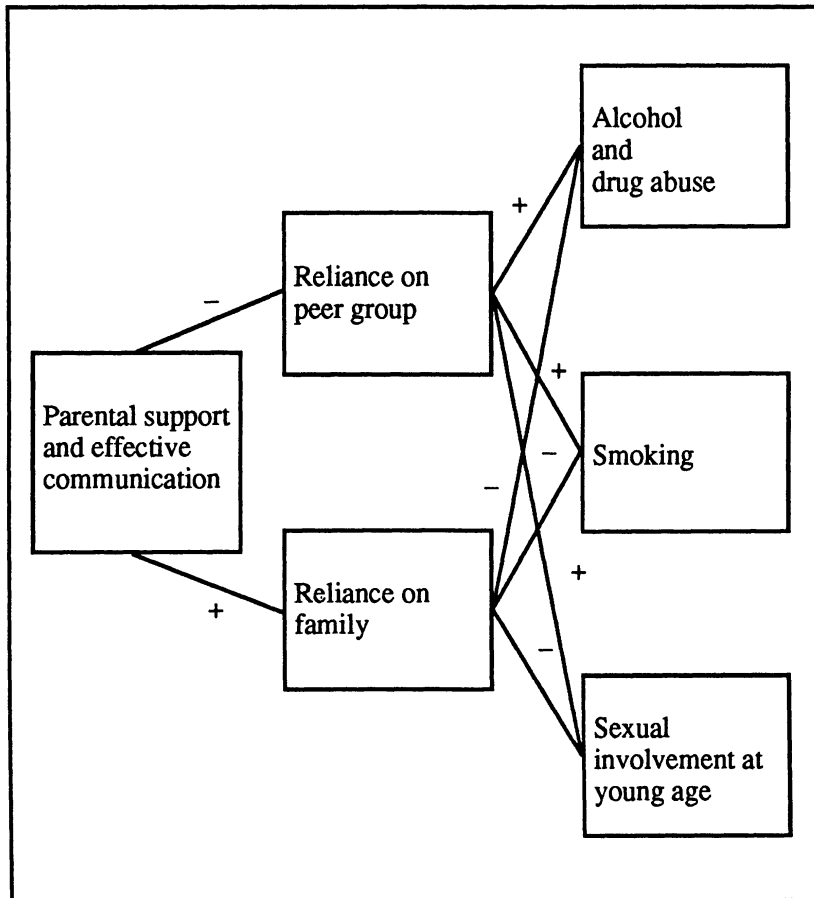 Alcohol
and
drug abuse
+
Reliance on
peer group
−
+
Parental support
and effective
communication
Smoking
−
−
+
Reliance on
family
+
−
Sexual
involvement at
young age